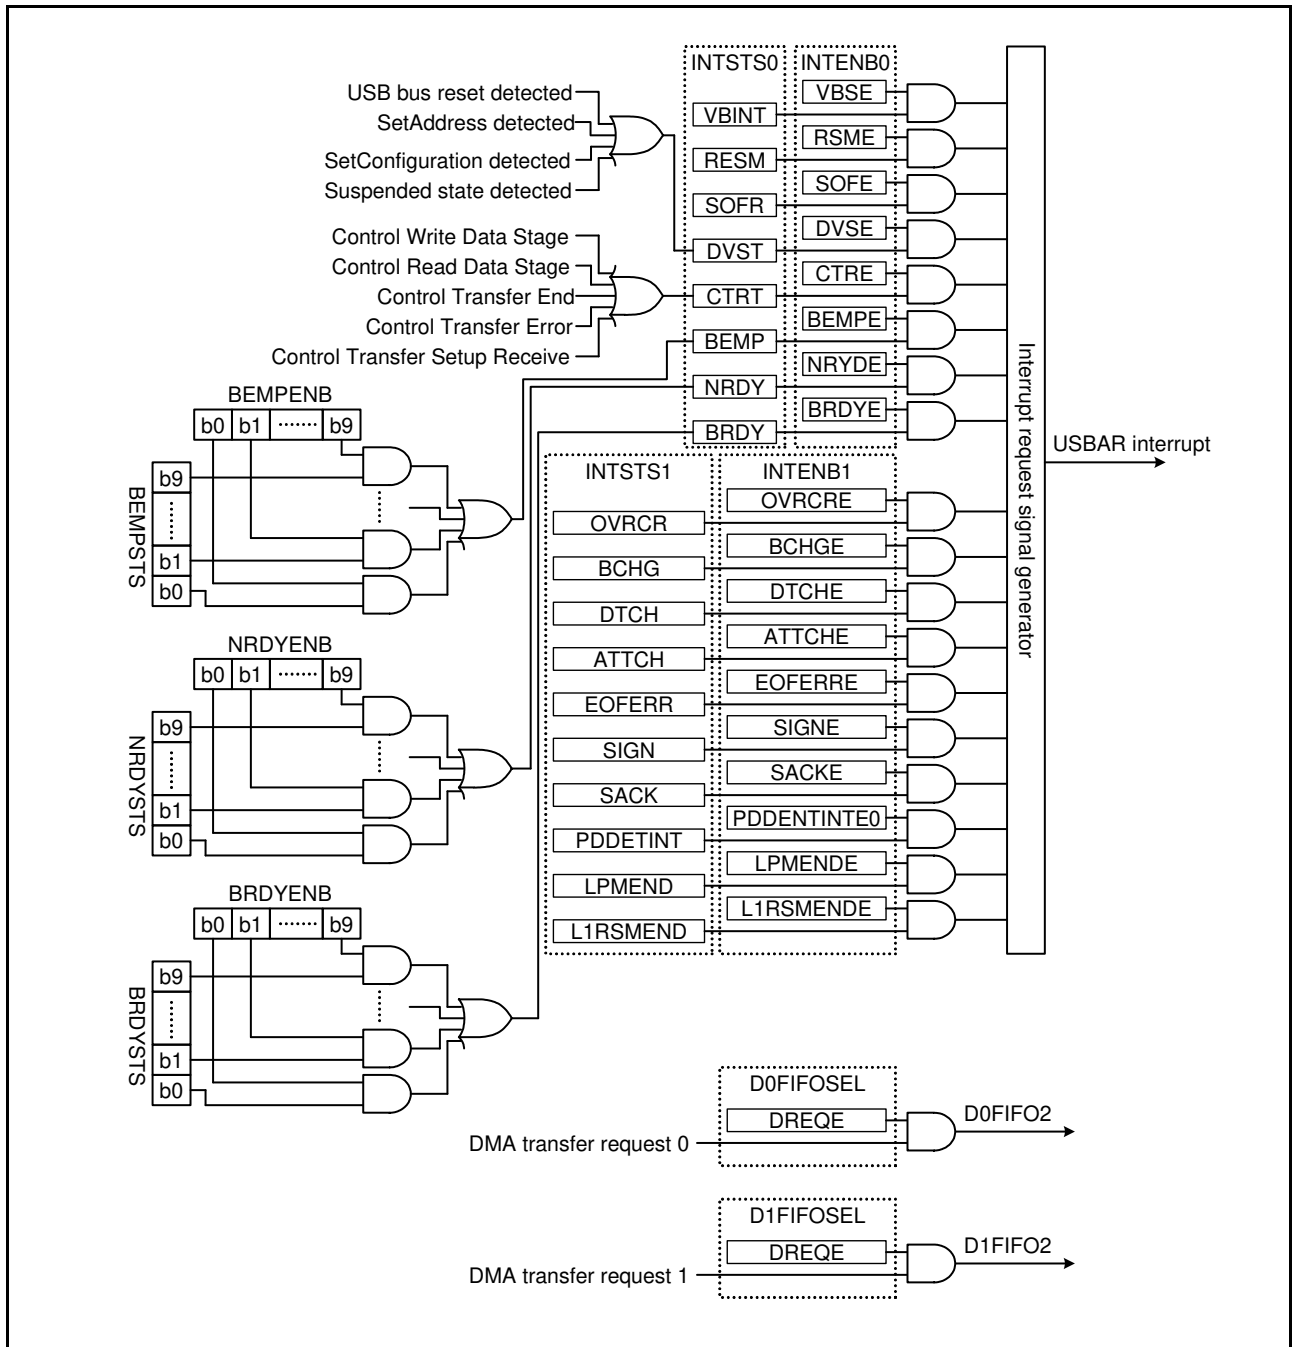 INTSTS0
INTENB0
USB bus reset detected
SetAddress detected
SetConfiguration detected
Suspended state detected
Control Write Data Stage
Control Read Data Stage
Control Transfer End
Control Transfer Error
Control Transfer Setup Receive
VBINT
RESM
SOFR
DVST
CTRT
BEMP
NRDY
BRDY
VBSE
RSME
SOFE
DVSE
CTRE
BEMPE
NRYDE
BRDYE
Interrupt request signal generator
USBAR interrupt
BEMPENB
b0 b1 ······· b9
BEMPSTS
b9
b1
b0
NRDYENB
b0 b1 ······· b9
NRDYSTS
b9
b1
b0
BRDYENB
b0 b1 ······· b9
BRDYSTS
b9
b1
b0
INTSTS1
INTENB1
OVRCR
BCHG
DTCH
ATTCH
EOFERR
SIGN
SACK
PDDETINT
LPMEND
L1RSMEND
OVRCRE
BCHGE
DTCHE
ATTCHE
EOFERRE
SIGNE
SACKE
PDDENTINTE0
LPMENDE
L1RSMENDE
D0FIFOSEL
DREQE
DMA transfer request 0
D0FIFO2
D1FIFOSEL
DREQE
DMA transfer request 1
D1FIFO2